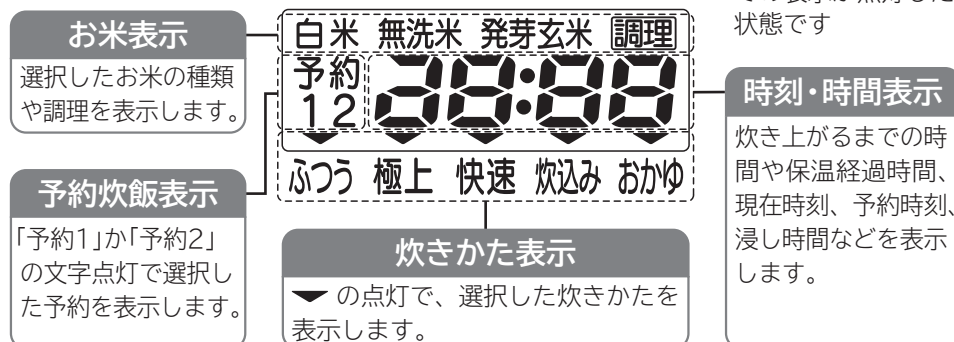 お米表示
選択したお米の種類
や調理を表示します。
予約炊飯表示
「予約1」か「予約2」
の文字点灯で選択し
た予約を表示します。
白米 無洗米 発芽玄米 調理
予約
12
88:88
ふつう 極上 快速 炊込み おかゆ
炊きかた表示
の点灯で、選択した炊きかたを
表示します。
状態です
時刻・時間表示
炊き上がるまでの時
間や保温経過時間、
現在時刻、予約時刻、
浸し時間などを表示
します。